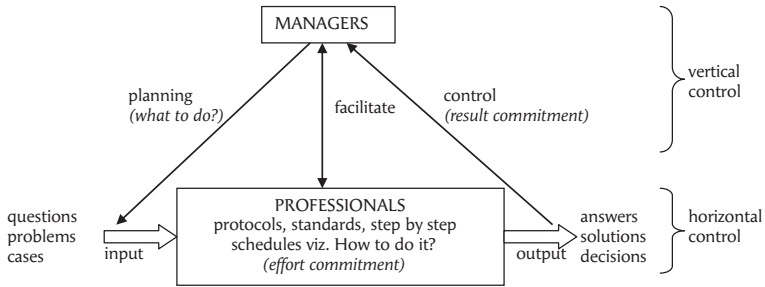 MANAGERS
planning
(what to do?)
facilitate
control
(result commitment)
vertical
control
questions
problems
cases
input
PROFESSIONALS
protocols, standards, step by step
schedules viz. How to do it?
(effort commitment)
output
answers
solutions
decisions
horizontal
control